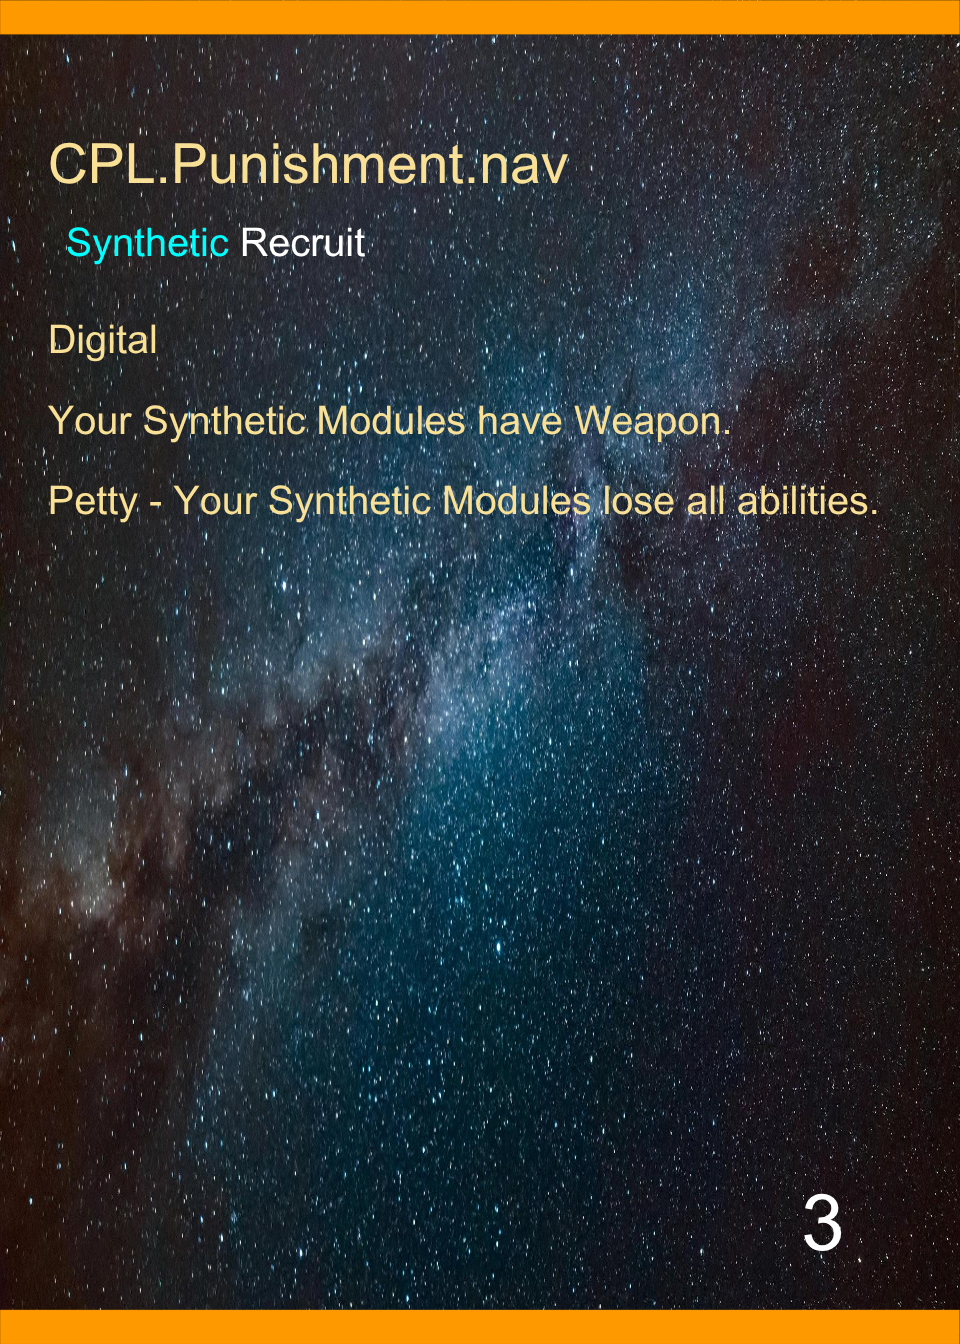 CPL.Punishment.nav
Synthetic Recruit
Digital
Your Synthetic Modules have Weapon.
Petty - Your Synthetic Modules lose all abilities.
3